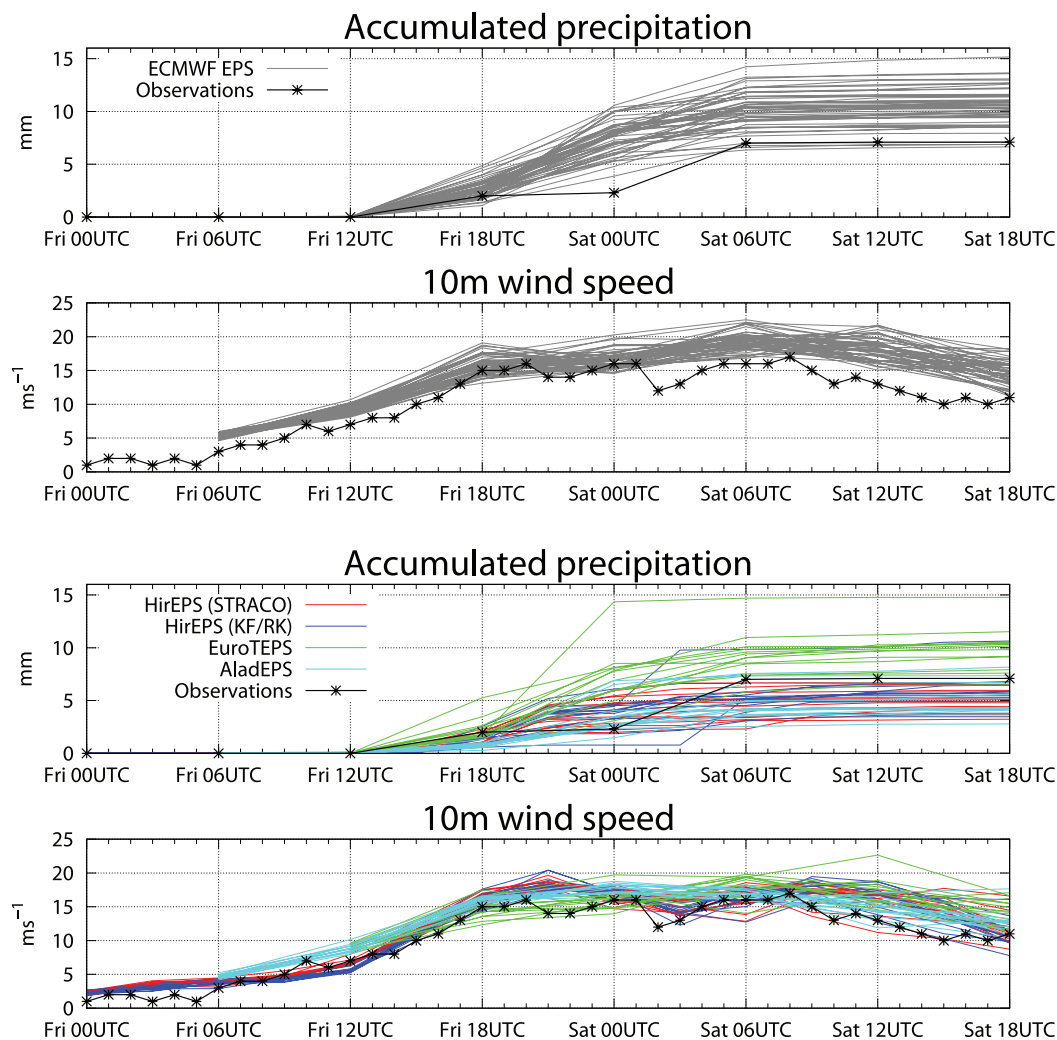 Accumulated precipitation
15
10
5
0
mm
ECMWF EPS
Observations
Fri 00UTC Fri 06UTC Fri 12UTC Fri 18UTC Sat 00UTC Sat 06UTC Sat 12UTC Sat 18UTC
10m wind speed
25
20
15
10
5
0
ms⁻¹
Fri 00UTC Fri 06UTC Fri 12UTC Fri 18UTC Sat 00UTC Sat 06UTC Sat 12UTC Sat 18UTC
Accumulated precipitation
15
10
5
0
mm
HirEPS (STRACO)
HirEPS (KF/RK)
EuroTEPS
AladEPS
Observations
Fri 00UTC Fri 06UTC Fri 12UTC Fri 18UTC Sat 00UTC Sat 06UTC Sat 12UTC Sat 18UTC
10m wind speed
25
20
15
10
5
0
ms⁻¹
Fri 00UTC Fri 06UTC Fri 12UTC Fri 18UTC Sat 00UTC Sat 06UTC Sat 12UTC Sat 18UTC